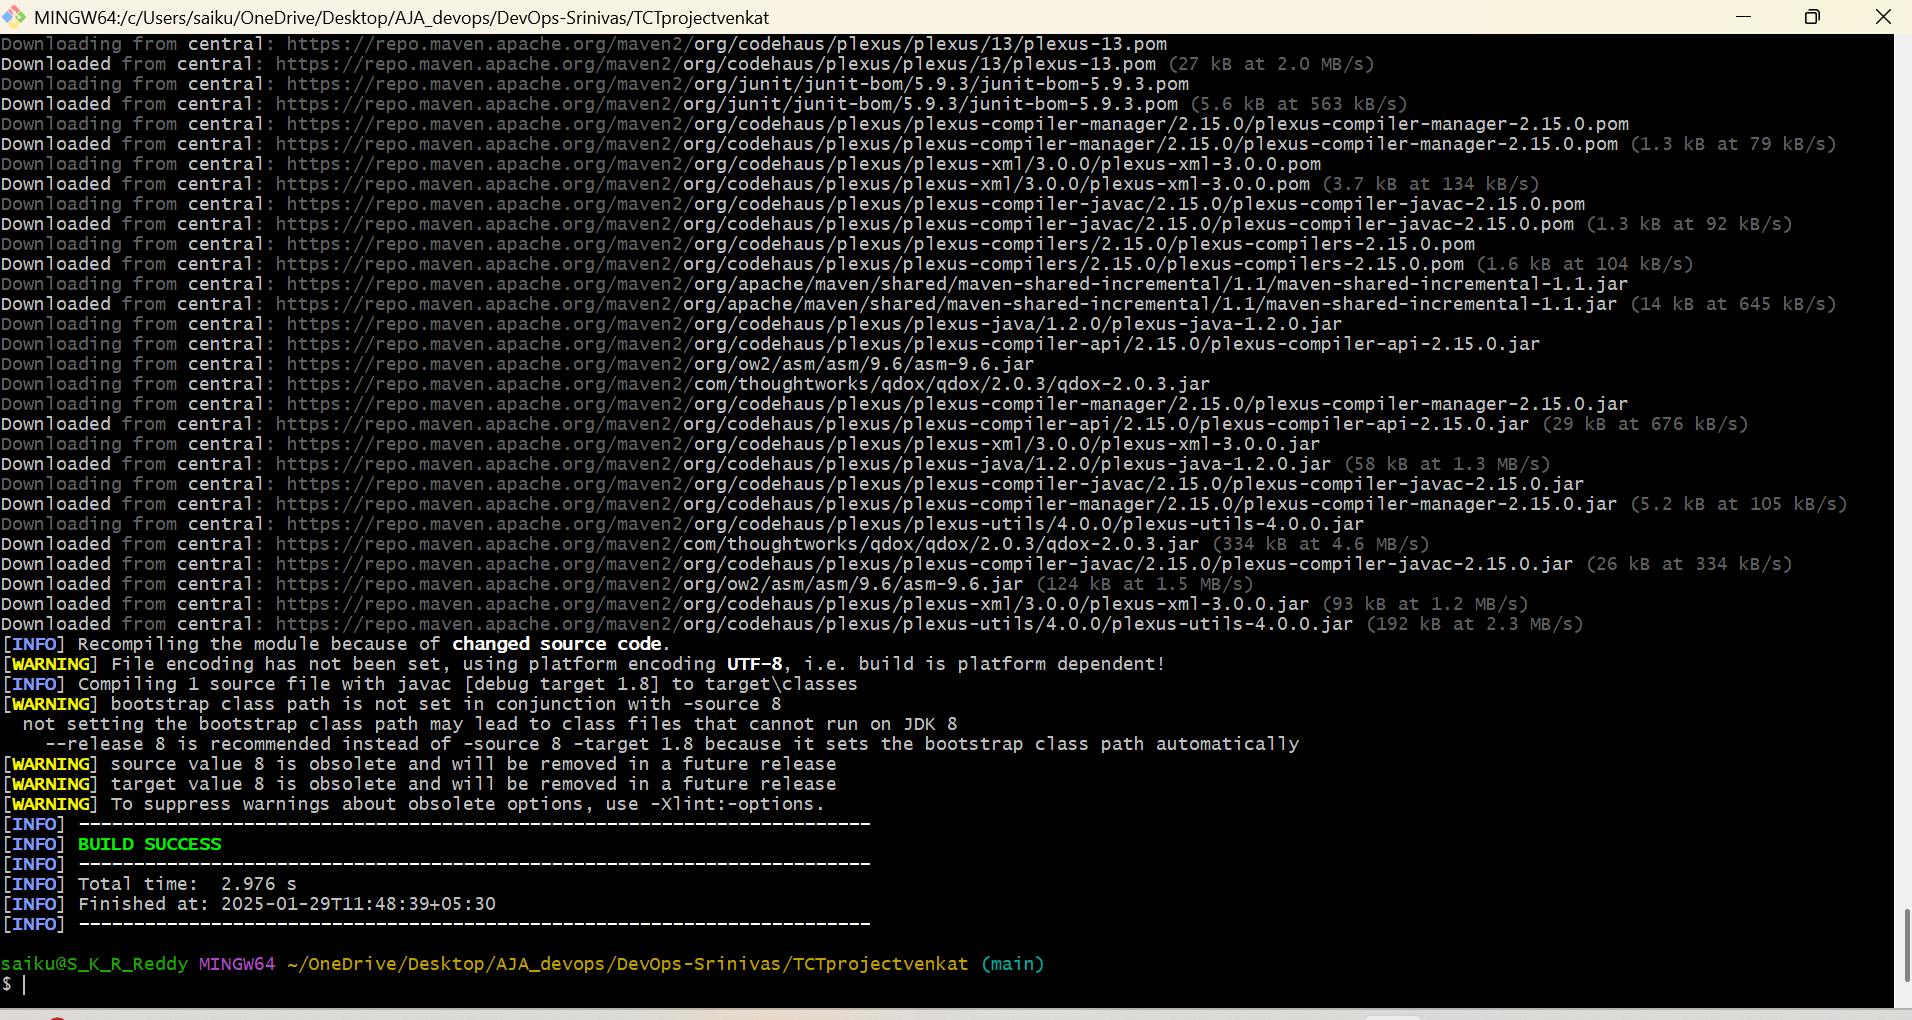 MINGW64:/c/Users/saiku/OneDrive/Desktop/AJA_devops/DevOps-Srinivas/TCTprojectvenkat
Downloading from central: https://repo.maven.apache.org/maven2/org/codehaus/plexus/plexus/13/plexus-13.pom
Downloaded from central: https://repo.maven.apache.org/maven2/org/codehaus/plexus/plexus/13/plexus-13.pom (27 kB at 2.0 MB/s)
Downloading from central: https://repo.maven.apache.org/maven2/org/junit/junit-bom/5.9.3/junit-bom-5.9.3.pom
Downloaded from central: https://repo.maven.apache.org/maven2/org/junit/junit-bom/5.9.3/junit-bom-5.9.3.pom (5.6 kB at 563 kB/s)
Downloading from central: https://repo.maven.apache.org/maven2/org/codehaus/plexus/plexus-compiler-manager/2.15.0/plexus-compiler-manager-2.15.0.pom
Downloaded from central: https://repo.maven.apache.org/maven2/org/codehaus/plexus/plexus-compiler-manager/2.15.0/plexus-compiler-manager-2.15.0.pom (1.3 kB at 79 kB/s)
Downloading from central: https://repo.maven.apache.org/maven2/org/codehaus/plexus/plexus-xml/3.0.0/plexus-xml-3.0.0.pom
Downloaded from central: https://repo.maven.apache.org/maven2/org/codehaus/plexus/plexus-xml/3.0.0/plexus-xml-3.0.0.pom (3.7 kB at 134 kB/s)
Downloading from central: https://repo.maven.apache.org/maven2/org/codehaus/plexus/plexus-compiler-javac/2.15.0/plexus-compiler-javac-2.15.0.pom
Downloaded from central: https://repo.maven.apache.org/maven2/org/codehaus/plexus/plexus-compiler-javac/2.15.0/plexus-compiler-javac-2.15.0.pom (1.3 kB at 92 kB/s)
Downloading from central: https://repo.maven.apache.org/maven2/org/codehaus/plexus/plexus-compilers/2.15.0/plexus-compilers-2.15.0.pom
Downloaded from central: https://repo.maven.apache.org/maven2/org/codehaus/plexus/plexus-compilers/2.15.0/plexus-compilers-2.15.0.pom (1.6 kB at 104 kB/s)
Downloading from central: https://repo.maven.apache.org/maven2/org/apache/maven/shared/maven-shared-incremental/1.1/maven-shared-incremental-1.1.jar
Downloaded from central: https://repo.maven.apache.org/maven2/org/apache/maven/shared/maven-shared-incremental/1.1/maven-shared-incremental-1.1.jar (14 kB at 645 kB/s)
Downloading from central: https://repo.maven.apache.org/maven2/org/codehaus/plexus/plexus-java/1.2.0/plexus-java-1.2.0.jar
Downloading from central: https://repo.maven.apache.org/maven2/org/codehaus/plexus/plexus-compiler-api/2.15.0/plexus-compiler-api-2.15.0.jar
Downloading from central: https://repo.maven.apache.org/maven2/org/ow2/asm/asm/9.6/asm-9.6.jar
Downloading from central: https://repo.maven.apache.org/maven2/com/thoughtworks/qdox/qdox/2.0.3/qdox-2.0.3.jar
Downloading from central: https://repo.maven.apache.org/maven2/org/codehaus/plexus/plexus-compiler-manager/2.15.0/plexus-compiler-manager-2.15.0.jar
Downloaded from central: https://repo.maven.apache.org/maven2/org/codehaus/plexus/plexus-compiler-api/2.15.0/plexus-compiler-api-2.15.0.jar (29 kB at 676 kB/s)
Downloading from central: https://repo.maven.apache.org/maven2/org/codehaus/plexus/plexus-xml/3.0.0/plexus-xml-3.0.0.jar
Downloaded from central: https://repo.maven.apache.org/maven2/org/codehaus/plexus/plexus-java/1.2.0/plexus-java-1.2.0.jar (58 kB at 1.3 MB/s)
Downloading from central: https://repo.maven.apache.org/maven2/org/codehaus/plexus/plexus-compiler-javac/2.15.0/plexus-compiler-javac-2.15.0.jar
Downloaded from central: https://repo.maven.apache.org/maven2/org/codehaus/plexus/plexus-compiler-manager/2.15.0/plexus-compiler-manager-2.15.0.jar (5.2 kB at 105 kB/s)
Downloading from central: https://repo.maven.apache.org/maven2/org/codehaus/plexus/plexus-utils/4.0.0/plexus-utils-4.0.0.jar
Downloaded from central: https://repo.maven.apache.org/maven2/com/thoughtworks/qdox/qdox/2.0.3/qdox-2.0.3.jar (334 kB at 4.6 MB/s)
Downloaded from central: https://repo.maven.apache.org/maven2/org/codehaus/plexus/plexus-compiler-javac/2.15.0/plexus-compiler-javac-2.15.0.jar (26 kB at 334 kB/s)
Downloaded from central: https://repo.maven.apache.org/maven2/org/ow2/asm/asm/9.6/asm-9.6.jar (124 kB at 1.5 MB/s)
Downloaded from central: https://repo.maven.apache.org/maven2/org/codehaus/plexus/plexus-xml/3.0.0/plexus-xml-3.0.0.jar (93 kB at 1.2 MB/s)
Downloaded from central: https://repo.maven.apache.org/maven2/org/codehaus/plexus/plexus-utils/4.0.0/plexus-utils-4.0.0.jar (192 kB at 2.3 MB/s)
[INFO] Recompiling the module because of changed source code.
[WARNING] File encoding has not been set, using platform encoding UTF-8, i.e. build is platform dependent!
[INFO] Compiling 1 source file with javac [debug target 1.8] to target\classes
[WARNING] bootstrap class path is not set in conjunction with -source 8
not setting the bootstrap class path may lead to class files that cannot run on JDK 8
--release 8 is recommended instead of -source 8 -target 1.8 because it sets the bootstrap class path automatically
[WARNING] source value 8 is obsolete and will be removed in a future release
[WARNING] target value 8 is obsolete and will be removed in a future release
[WARNING] To suppress warnings about obsolete options, use -Xlint:-options.
[INFO] ------------------------------------------------------------------------
[INFO] BUILD SUCCESS
[INFO] ------------------------------------------------------------------------
[INFO] Total time:  2.976 s
[INFO] Finished at: 2025-01-29T11:48:39+05:30
[INFO] ------------------------------------------------------------------------
saiku@S_K_R_Reddy MINGW64 ~/OneDrive/Desktop/AJA_devops/DevOps-Srinivas/TCTprojectvenkat (main)
$